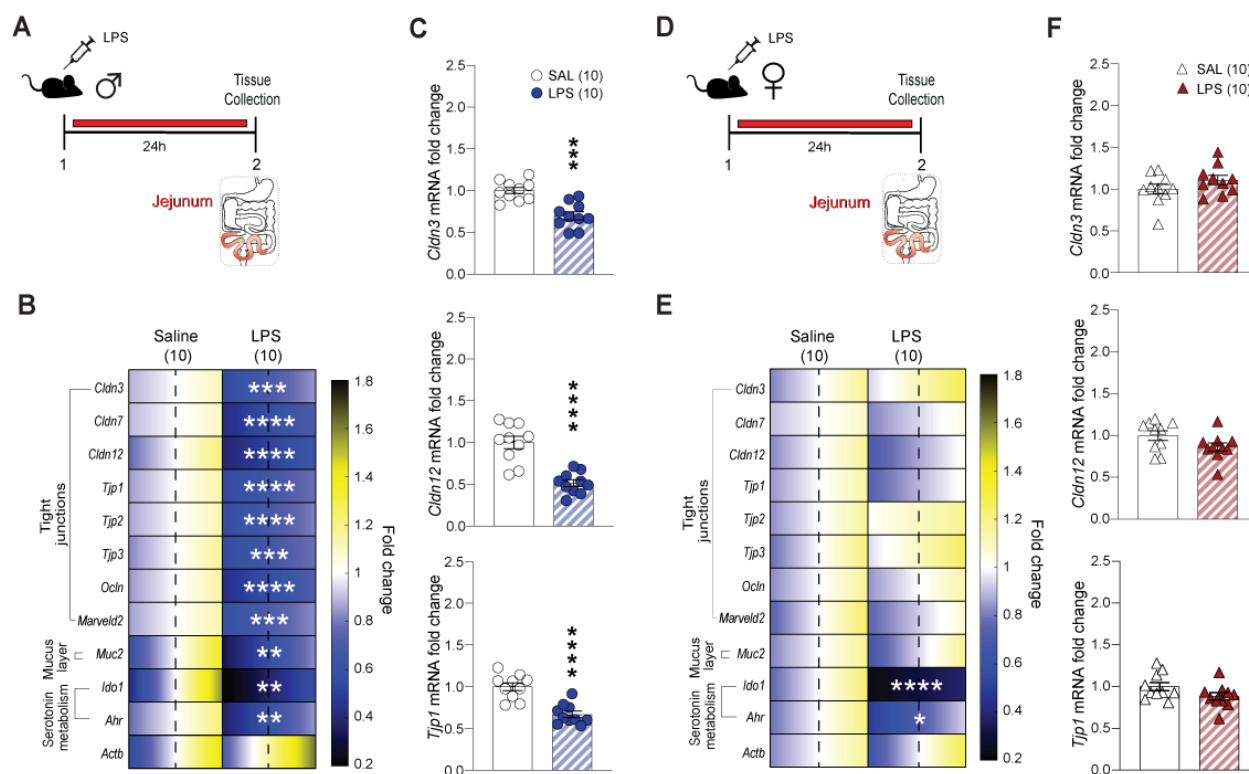 A
LPS
♂
Tissue
Collection
24h
1
2
Jejunum
B
Saline
(10)
LPS
(10)
Tight
junctions
Mucus
layer
Serotonin
metabolism
Cldn3
***
Cldn7
****
Cldn12
****
Tjp1
****
Tjp2
****
Tjp3
***
Ocln
****
Marveld2
***
Muc2
**
Ido1
**
Ahr
**
Actb
1.8
1.6
1.4
1.2
1
0.8
0.6
0.4
0.2
Fold change
C
SAL (10)
LPS (10)
Cldn3 mRNA fold change
2.5
2.0
1.5
1.0
0.5
0.0
***
Cldn12 mRNA fold change
2.5
2.0
1.5
1.0
0.5
0.0
****
Tjp1 mRNA fold change
2.5
2.0
1.5
1.0
0.5
0.0
****
D
LPS
♀
Tissue
Collection
24h
1
2
Jejunum
E
Saline
(10)
LPS
(10)
Tight
junctions
Mucus
layer
Serotonin
metabolism
Cldn3
Cldn7
Cldn12
Tjp1
Tjp2
Tjp3
Ocln
Marveld2
Muc2
Ido1
****
Ahr
*
Actb
1.8
1.6
1.4
1.2
1
0.8
0.6
0.4
0.2
Fold change
F
SAL (10)
LPS (10)
Cldn3 mRNA fold change
2.5
2.0
1.5
1.0
0.5
0.0
Cldn12 mRNA fold change
2.5
2.0
1.5
1.0
0.5
0.0
Tjp1 mRNA fold change
2.5
2.0
1.5
1.0
0.5
0.0